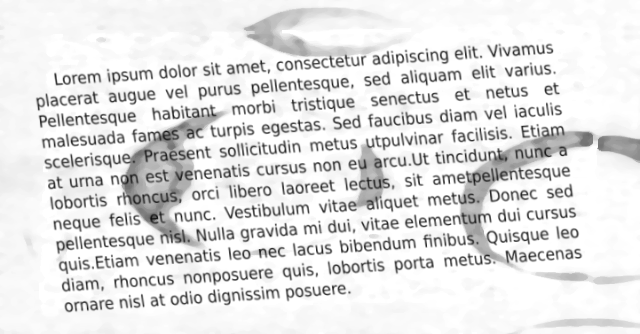 Lorem ipsum dolor sit amet, consectetur adipiscing elit. Vivamus
placerat augue vel purus pellentesque, sed aliquam elit varius.
Pellentesque habitant morbi tristique senectus et netus et
malesuada fames ac turpis egestas. Sed faucibus diam vel iaculis
scelerisque. Praesent sollicitudin metus utpulvinar facilisis. Etiam
at urna non est venenatis cursus non eu arcu.Ut tincidunt, nunc a
lobortis rhoncus, orci libero laoreet lectus, sit ametpellentesque
neque felis et nunc. Vestibulum vitae aliquet metus. Donec sed
pellentesque nisl. Nulla gravida mi dui, vitae elementum dui cursus
quis.Etiam venenatis leo nec lacus bibendum finibus. Quisque leo
diam, rhoncus nonposuere quis, lobortis porta metus. Maecenas
ornare nisl at odio dignissim posuere.